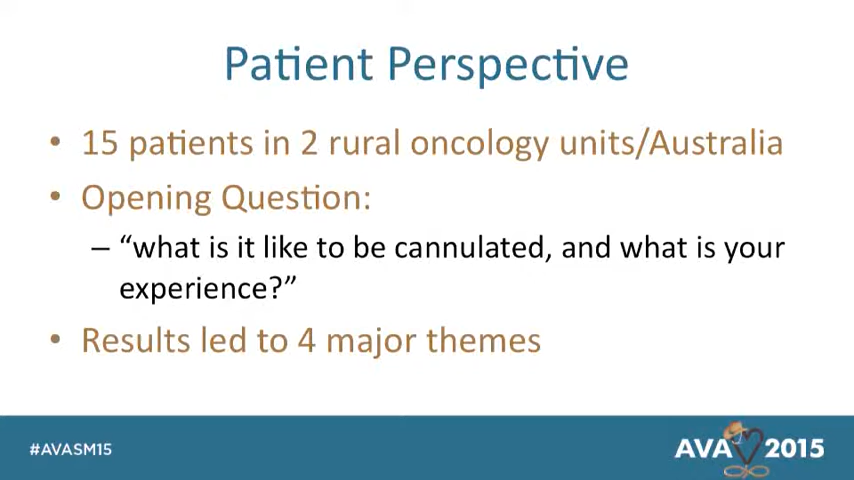 Patient Perspective
• 15 patients in 2 rural oncology units/Australia
• Opening Question:
– “what is it like to be cannulated, and what is your
experience?”
• Results led to 4 major themes
#AVASM15
AVA 2015